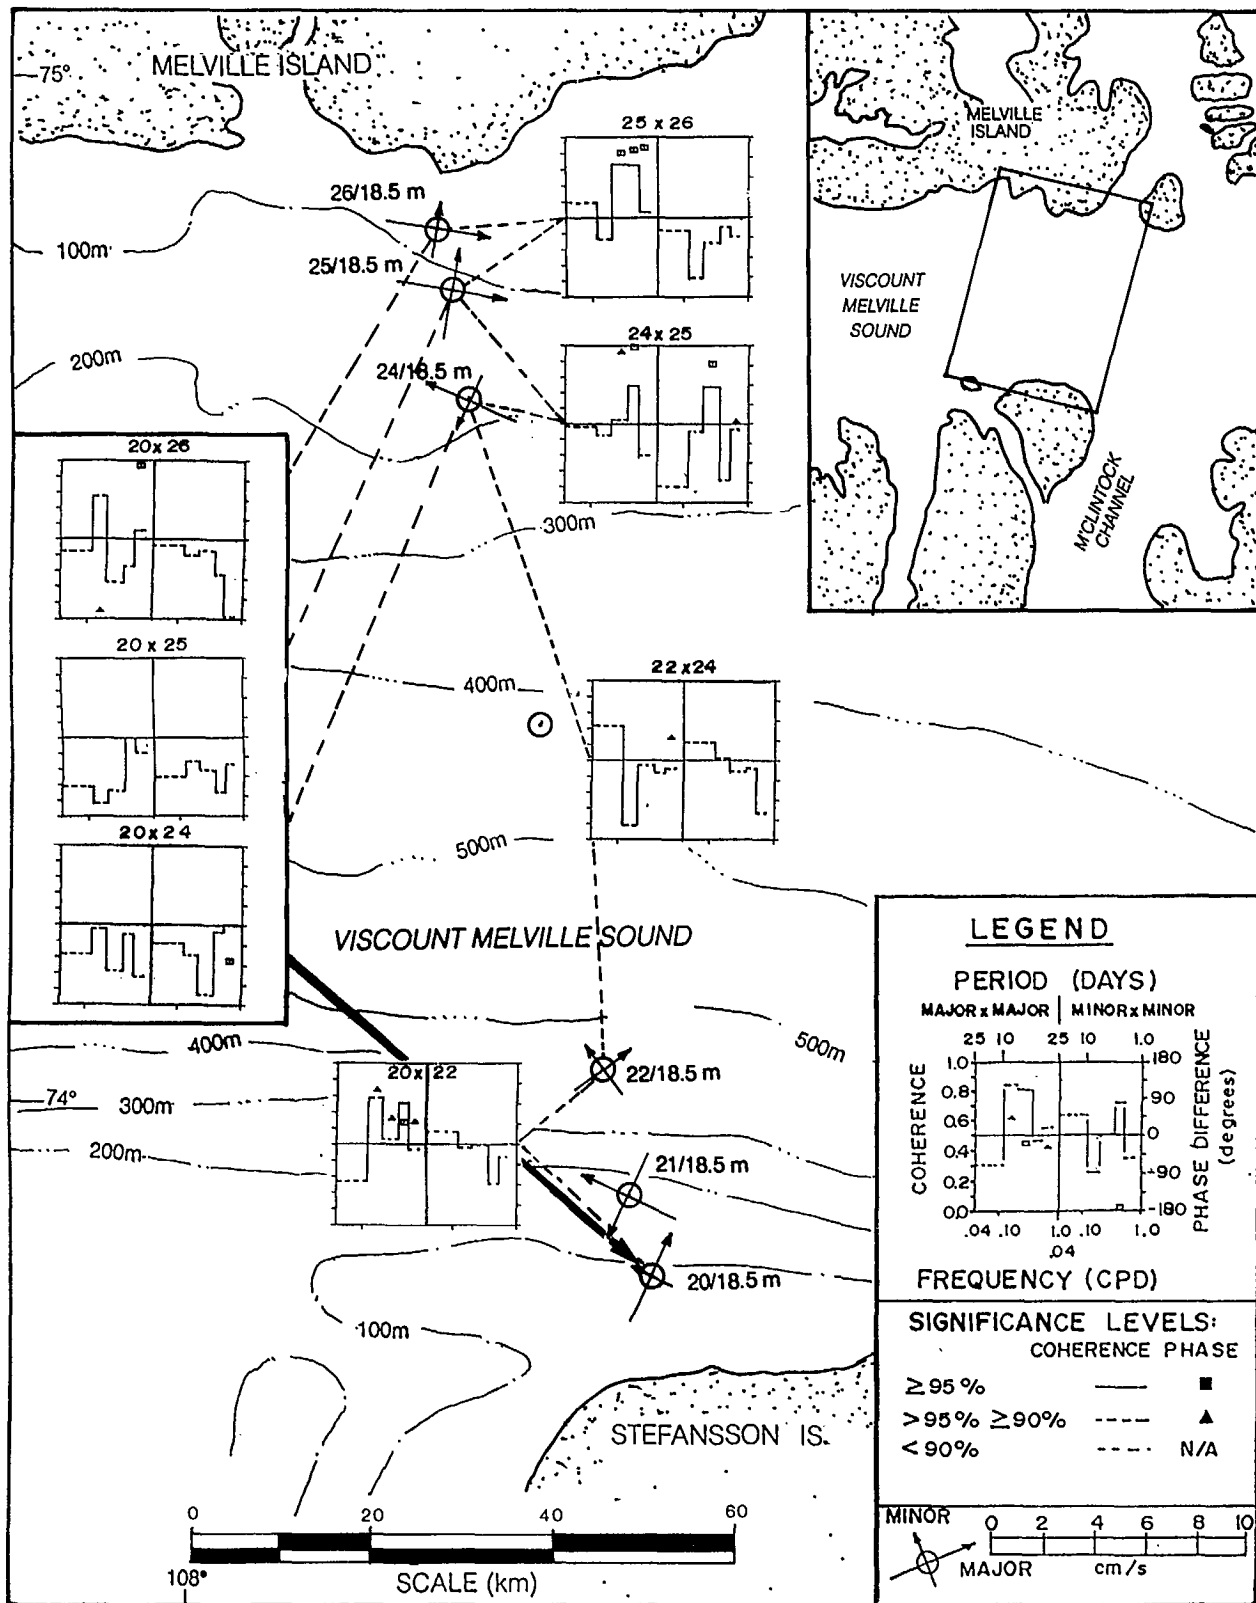 75°
MELVILLE ISLAND
MELVILLE
ISLAND
VISCOUNT
MELVILLE
SOUND
M'CLINTOCK
CHANNEL
25 x 26
26/18.5 m
100m
25/18.5 m
24 x 25
200m
24/18.5 m
20 x 26
300m
20 x 25
22 x 24
400m
20 x 24
500m
VISCOUNT MELVILLE SOUND
400m
500m
20 x 22
22/18.5 m
74°
300m
200m
21/18.5 m
20/18.5 m
100m
STEFANSSON IS.
0 20 40 60
SCALE (km)
108°
LEGEND
PERIOD (DAYS)
MAJOR x MAJOR | MINOR x MINOR
25 10 25 10 1.0
1.0 180
0.8 90
0.6 0
0.4 -90
0.2 -180
0.0
COHERENCE
PHASE DIFFERENCE
(degrees)
.04 .10 1.0 .10 1.0
.04
FREQUENCY (CPD)
SIGNIFICANCE LEVELS:
COHERENCE PHASE
≥ 95 %
> 95 % ≥ 90%
< 90% N/A
MINOR
MAJOR
0 2 4 6 8 10
cm/s